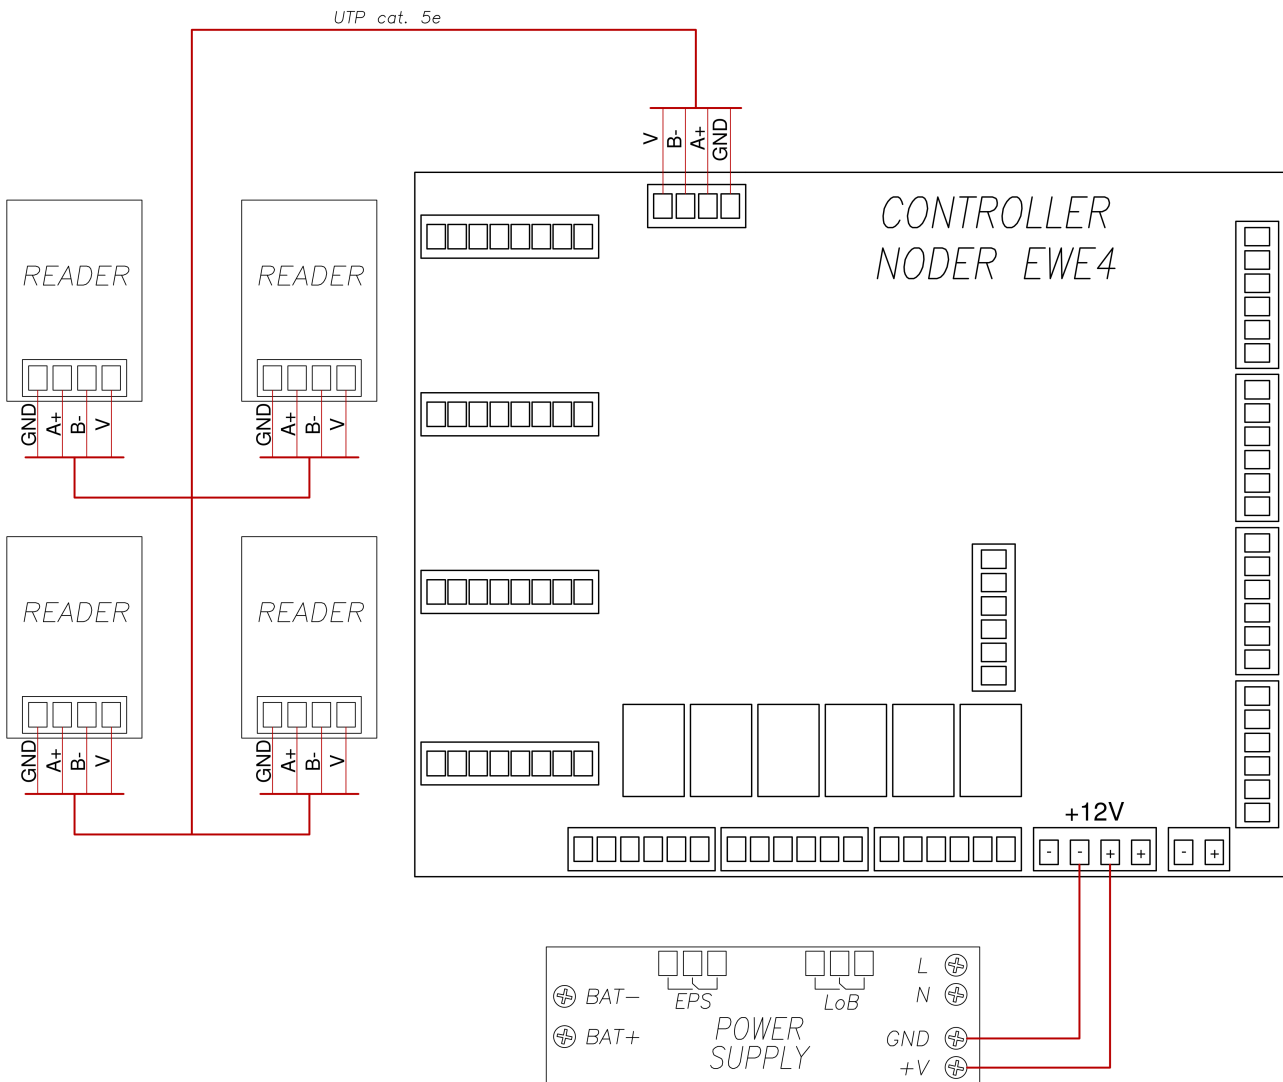 UTP cat. 5e
V B- A+ GND
CONTROLLER
NODER EWE4
READER
READER
GND A+ B- V
GND A+ B- V
READER
READER
GND A+ B- V
GND A+ B- V
+12V
- - + +
- +
L
BAT- EPS LoB N
POWER
SUPPLY
BAT+ GND
+V